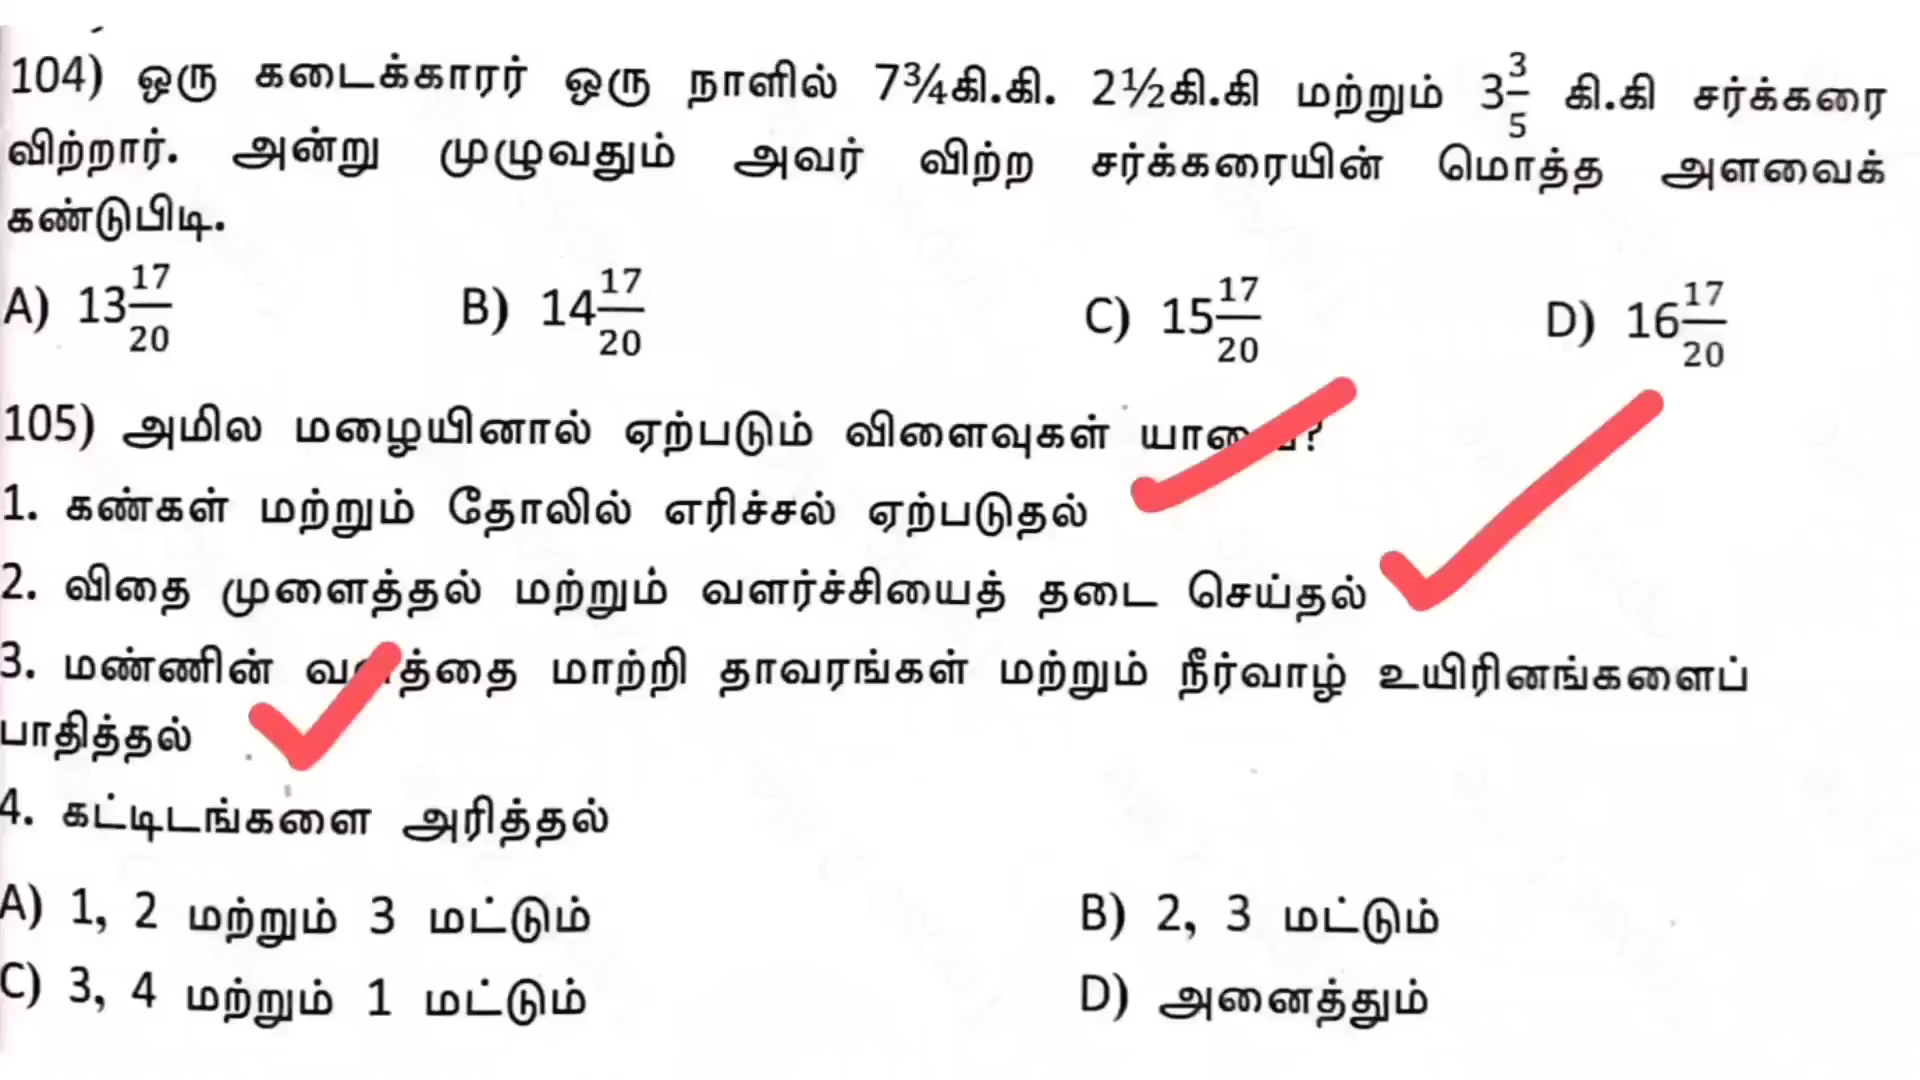 104) ஒரு கடைக்காரர் ஒரு நாளில் 7¾கி.கி. 2½கி.கி மற்றும் 3 3/5 கி.கி சர்க்கரை
விற்றார். அன்று முழுவதும் அவர் விற்ற சர்க்கரையின் மொத்த அளவைக்
கண்டுபிடி.
A) 13 17/20 B) 14 17/20 C) 15 17/20 D) 16 17/20
105) அமில மழையினால் ஏற்படும் விளைவுகள் யாவை?
1. கண்கள் மற்றும் தோலில் எரிச்சல் ஏற்படுதல்
2. விதை முளைத்தல் மற்றும் வளர்ச்சியைத் தடை செய்தல்
3. மண்ணின் வளத்தை மாற்றி தாவரங்கள் மற்றும் நீர்வாழ் உயிரினங்களைப்
பாதித்தல்
4. கட்டிடங்களை அரித்தல்
A) 1, 2 மற்றும் 3 மட்டும் B) 2, 3 மட்டும்
C) 3, 4 மற்றும் 1 மட்டும் D) அனைத்தும்